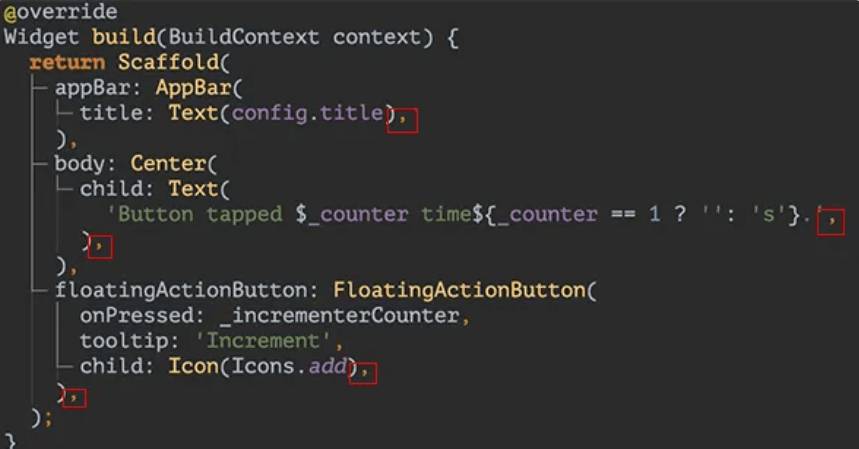 @override
Widget build(BuildContext context) {
return Scaffold(
appBar: AppBar(
title: Text(config.title),
),
body: Center(
child: Text(
'Button tapped $_counter time${_counter == 1 ? '': 's'}.',
),
),
floatingActionButton: FloatingActionButton(
onPressed: _incrementerCounter,
tooltip: 'Increment',
child: Icon(Icons.add),
),
);
}